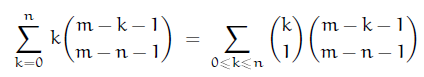 \sum_{k=0}^{n} k \binom{m-k-1}{m-n-1} = \sum_{0 \leqslant k \leqslant n} \binom{k}{1} \binom{m-k-1}{m-n-1}